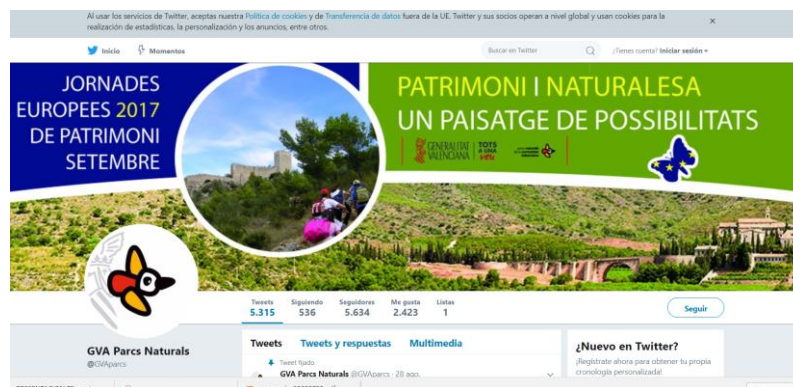 Al usar los servicios de Twitter, aceptas nuestra Política de cookies y de Transferencia de datos fuera de la UE. Twitter y sus socios operan a nivel global y usan cookies para la
realización de estadísticas, la personalización y los anuncios, entre otros.
Inicio Momentos Buscar en Twitter ¿Tienes cuenta? Iniciar sesión
JORNADES
EUROPEES 2017
DE PATRIMONI
SETEMBRE
PATRIMONI I NATURALESA
UN PAISATGE DE POSSIBILITATS
GENERALITAT
VALENCIANA
TOTS
A UNA
Tweets Siguiendo Seguidores Me gusta Listas
5.315 536 5.634 2.423 1
Seguir
GVA Parcs Naturals
@GVAparcs
Tweets Tweets y respuestas Multimedia
Tweet fijado
GVA Parcs Naturals @GVAparcs · 28 ago.
¿Nuevo en Twitter?
¡Regístrate ahora para obtener tu propia
cronología personalizada!